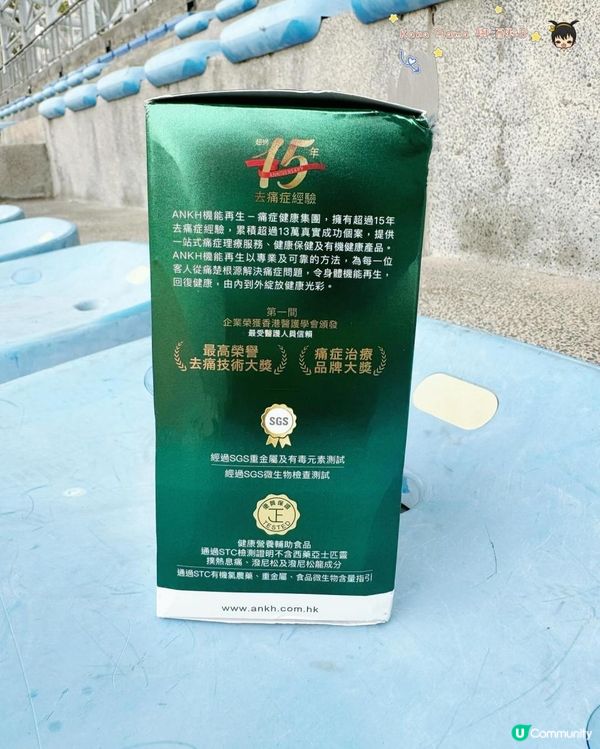 超過
15年
ANNIVERSARY
去痛症經驗
ANKH機能再生－痛症健康集團，擁有超過15年
去痛症經驗，累積超過13萬真實成功個案，提供
一站式痛症理療服務、健康保健及有機健康產品。
ANKH機能再生以專業及可靠的方法，為每一位
客人從痛楚根源解決痛症問題，令身體機能再生，
回復健康，由內到外綻放健康光彩。
第一間
企業榮獲香港醫護學會頒發
最受醫護人員信賴
最高榮譽
去痛技術大獎
痛症治療
品牌大獎
SGS
經過SGS重金屬及有毒元素測試
經過SGS微生物檢查測試
正
TESTED
健康營養輔助食品
通過STC檢測證明不含西藥亞士匹靈
撲熱息痛、潑尼松及潑尼松龍成分
通過STC有機氯農藥、重金屬、食品微生物含量指引
www.ankh.com.hk
U Community